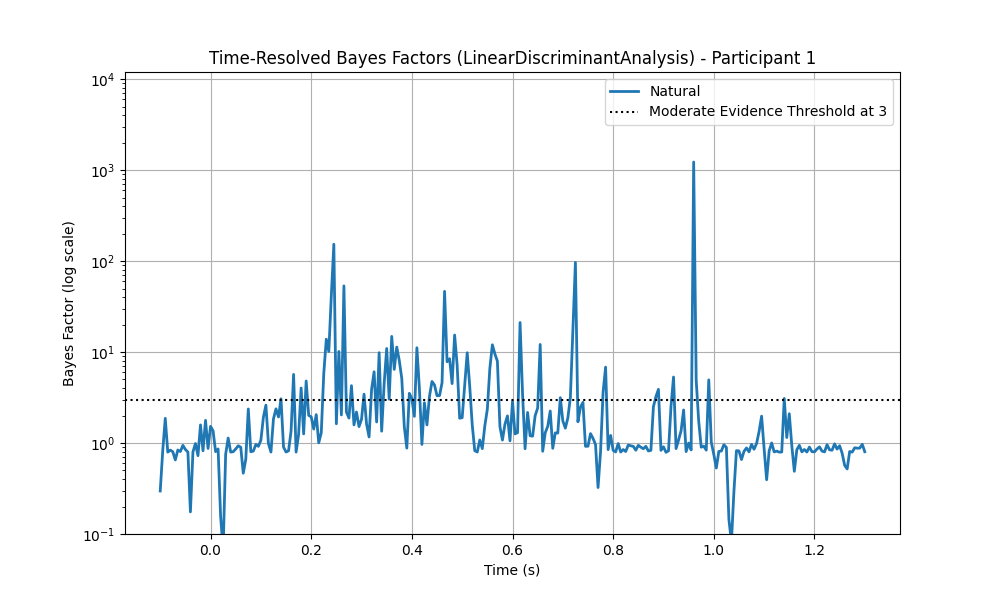 Time-Resolved Bayes Factors (LinearDiscriminantAnalysis) - Participant 1
Natural
Moderate Evidence Threshold at 3
Bayes Factor (log scale)
10⁴
10³
10²
10¹
10⁰
10⁻¹
0.0 0.2 0.4 0.6 0.8 1.0 1.2
Time (s)